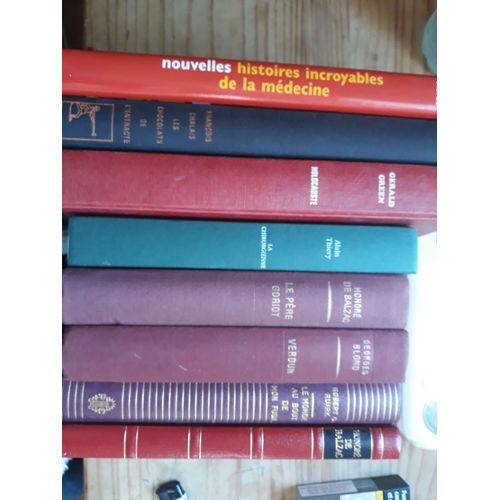 nouvelles histoires incroyables
de la médecine
FRANÇOIS
CHALAIS
LES
CHOCOLATS
DE
L'ENTRACTE
GERALD
GREEN
HOLOCAUSTE
Alain
Thiery
LA
CHIRURGIENNE
HONORÉ
DE BALZAC
LE PÈRE
GORIOT
GEORGES
BLOND
VERDUN
ROBERT
RUARK
LE MONDE
AU BOUT
DE
MON FUSIL
HONORÉ
DE
BALZAC